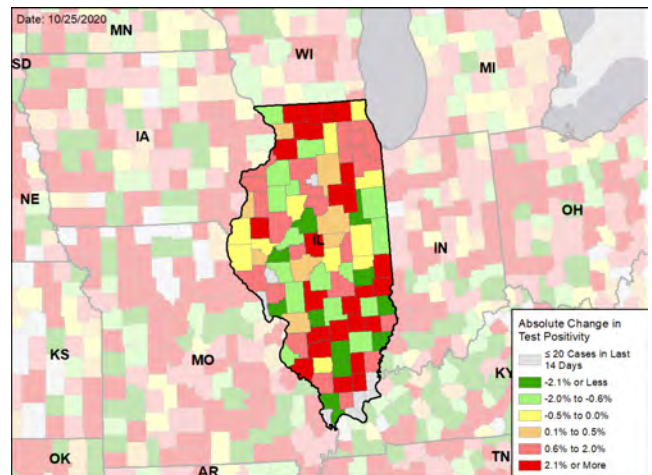 Date: 10/25/2020
MN
SD
WI
MI
IA
NE
IL
IN
OH
KS
MO
KY
OK
AR
TN
Absolute Change in
Test Positivity
≤ 20 Cases in Last
14 Days
-2.1% or Less
-2.0% to -0.6%
-0.5% to 0.0%
0.1% to 0.5%
0.6% to 2.0%
2.1% or More